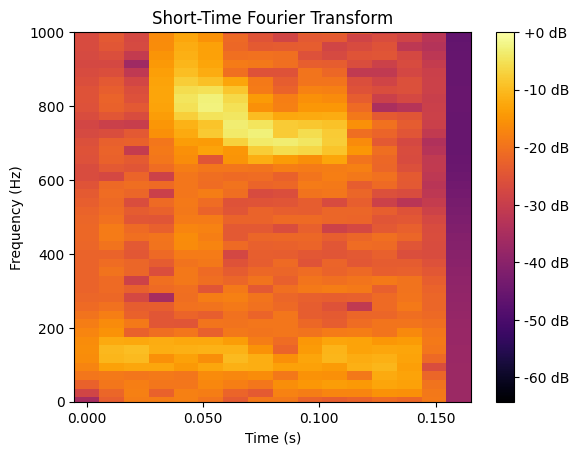 Short-Time Fourier Transform
1000
800
600
400
200
0
Frequency (Hz)
0.000
0.050
0.100
0.150
Time (s)
+0 dB
-10 dB
-20 dB
-30 dB
-40 dB
-50 dB
-60 dB